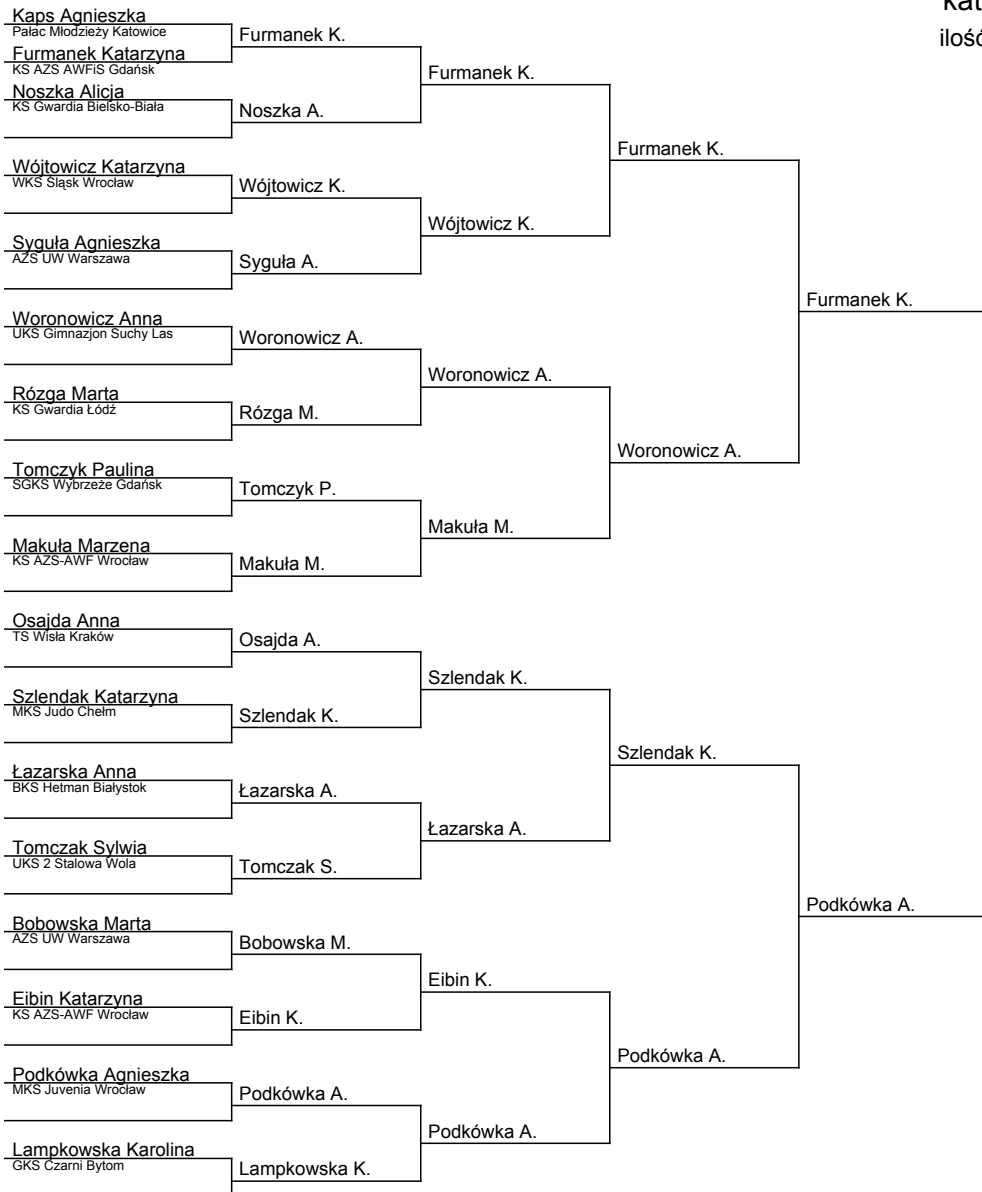 kat
ilość
Kaps Agnieszka
Pałac Młodzieży Katowice
Furmanek Katarzyna
KS AZS AWFiS Gdańsk
Noszka Alicja
KS Gwardia Bielsko-Biała
Wójtowicz Katarzyna
WKS Śląsk Wrocław
Syguła Agnieszka
AZS UW Warszawa
Woronowicz Anna
UKS Gimnazjon Suchy Las
Rózga Marta
KS Gwardia Łódź
Tomczyk Paulina
SGKS Wybrzeże Gdańsk
Makuła Marzena
KS AZS-AWF Wrocław
Osajda Anna
TS Wisła Kraków
Szlendak Katarzyna
MKS Judo Chełm
Łazarska Anna
BKS Hetman Białystok
Tomczak Sylwia
UKS 2 Stalowa Wola
Bobowska Marta
AZS UW Warszawa
Eibin Katarzyna
KS AZS-AWF Wrocław
Podkówka Agnieszka
MKS Juvenia Wrocław
Lampkowska Karolina
GKS Czarni Bytom
Furmanek K.
Noszka A.
Wójtowicz K.
Syguła A.
Woronowicz A.
Rózga M.
Tomczyk P.
Makuła M.
Osajda A.
Szlendak K.
Łazarska A.
Tomczak S.
Bobowska M.
Eibin K.
Podkówka A.
Lampkowska K.
Furmanek K.
Wójtowicz K.
Woronowicz A.
Makuła M.
Szlendak K.
Łazarska A.
Eibin K.
Podkówka A.
Furmanek K.
Woronowicz A.
Szlendak K.
Podkówka A.
Furmanek K.
Podkówka A.